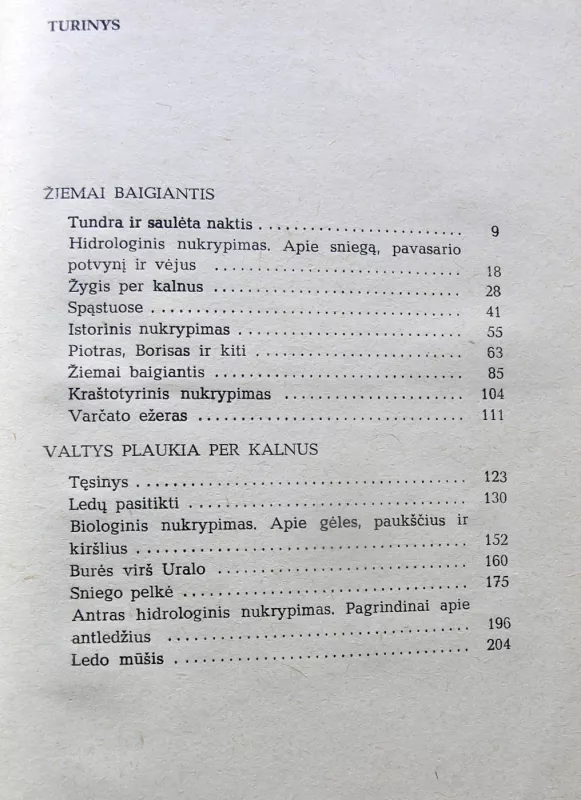 TURINYS
ŽIEMAI BAIGIANTIS
Tundra ir saulėta naktis . . . . . . . . . . . . . . . . . . . . . . . . 9
Hidrologinis nukrypimas. Apie sniegą, pavasario
potvynį ir vėjus . . . . . . . . . . . . . . . . . . . . . . . . . . . . . 18
Žygis per kalnus . . . . . . . . . . . . . . . . . . . . . . . . . . . . . 28
Spąstuose . . . . . . . . . . . . . . . . . . . . . . . . . . . . . . . . . . . . 41
Istorinis nukrypimas . . . . . . . . . . . . . . . . . . . . . . . . . . 55
Piotras, Borisas ir kiti . . . . . . . . . . . . . . . . . . . . . . . . . 63
Žiemai baigiantis . . . . . . . . . . . . . . . . . . . . . . . . . . . . . 85
Kraštotyrinis nukrypimas . . . . . . . . . . . . . . . . . . . . . 104
Varčato ežeras . . . . . . . . . . . . . . . . . . . . . . . . . . . . . . . 111
VALTYS PLAUKIA PER KALNUS
Tęsinys . . . . . . . . . . . . . . . . . . . . . . . . . . . . . . . . . . . . . . . 123
Ledų pasitikti . . . . . . . . . . . . . . . . . . . . . . . . . . . . . . . . . 130
Biologinis nukrypimas. Apie gėles, paukščius ir
kiršlius . . . . . . . . . . . . . . . . . . . . . . . . . . . . . . . . . . . . . . . 152
Burės virš Uralo . . . . . . . . . . . . . . . . . . . . . . . . . . . . . 160
Sniego pelkė . . . . . . . . . . . . . . . . . . . . . . . . . . . . . . . . . 175
Antras hidrologinis nukrypimas. Pagrindinai apie
antledžius . . . . . . . . . . . . . . . . . . . . . . . . . . . . . . . . . . . 196
Ledo mūšis . . . . . . . . . . . . . . . . . . . . . . . . . . . . . . . . . . . 204